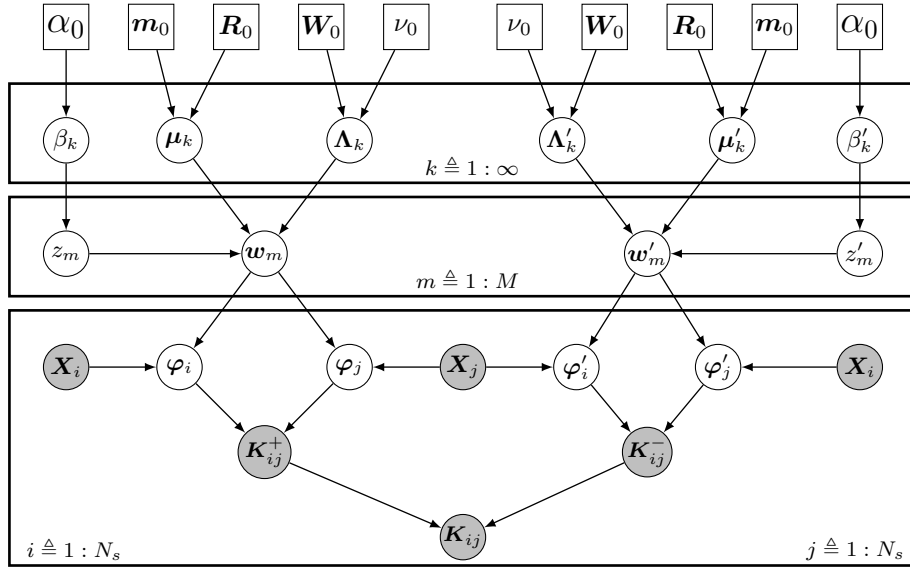 α₀ 𝒎₀ 𝑹₀ 𝑾₀ ν₀ ν₀ 𝑾₀ 𝑹₀ 𝒎₀ α₀
βₖ 𝝁ₖ 𝚲ₖ 𝚲′ₖ 𝝁′ₖ β′ₖ
k ≜ 1 : ∞
zₘ 𝒘ₘ 𝒘′ₘ z′ₘ
m ≜ 1 : M
𝑿ᵢ 𝝋ᵢ 𝝋ⱼ 𝑿ⱼ 𝝋′ᵢ 𝝋′ⱼ 𝑿ᵢ
𝑲⁺ᵢⱼ 𝑲⁻ᵢⱼ
𝑲ᵢⱼ
i ≜ 1 : Nₛ j ≜ 1 : Nₛ